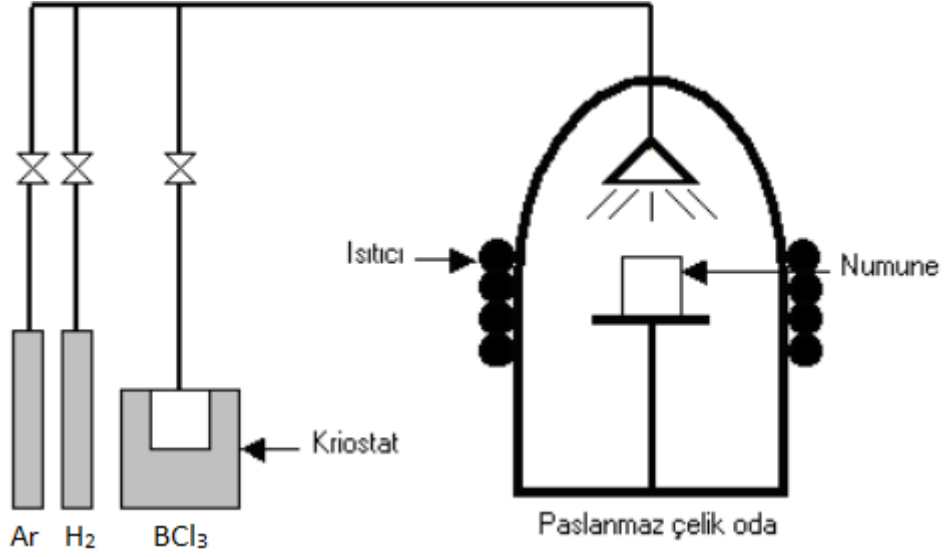 Isıtıcı
Numune
Kriostat
Ar H₂ BCl₃
Paslanmaz çelik oda